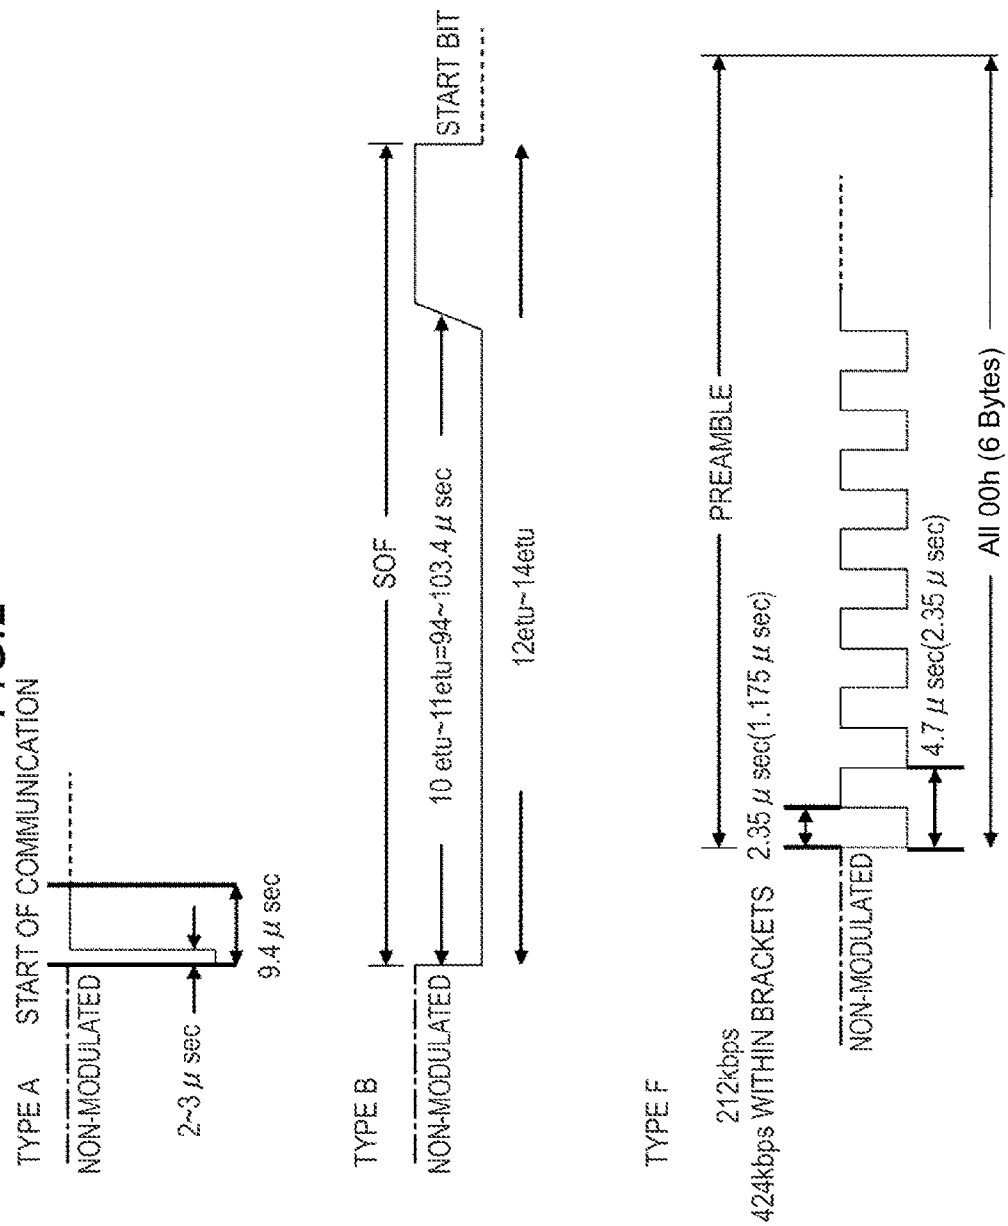 TYPE A
START OF COMMUNICATION
NON-MODULATED
2~3 μ sec
9.4 μ sec
TYPE B
SOF
NON-MODULATED
10 etu~11etu=94~103.4 μ sec
START BIT
12etu~14etu
TYPE F
212kbps
424kbps WITHIN BRACKETS
PREAMBLE
2.35 μ sec(1.175 μ sec)
NON-MODULATED
4.7 μ sec(2.35 μ sec)
All 00h (6 Bytes)